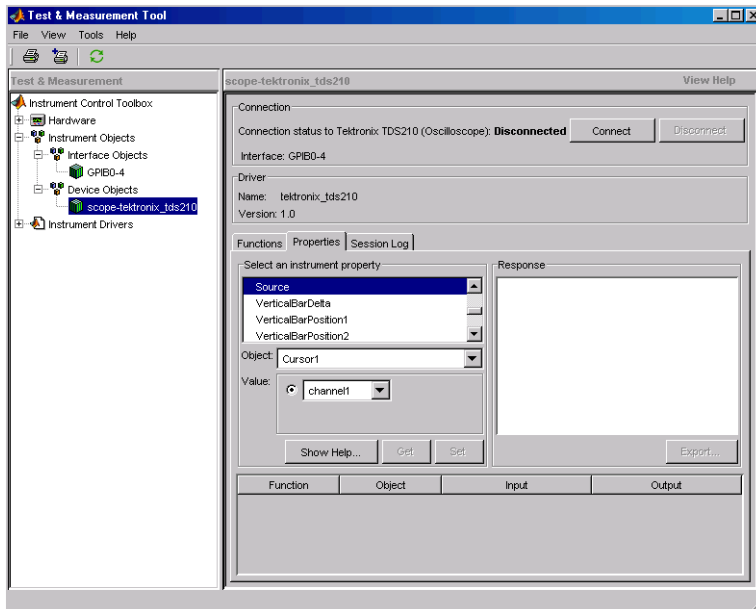 Test & Measurement Tool
File View Tools Help
Test & Measurement
scope-tektronix_tds210 View Help
Instrument Control Toolbox
Hardware
Instrument Objects
Interface Objects
GPIB0-4
Device Objects
scope-tektronix_tds210
Instrument Drivers
Connection
Connection status to Tektronix TDS210 (Oscilloscope): Disconnected Connect Disconnect
Interface: GPIB0-4
Driver
Name: tektronix_tds210
Version: 1.0
Functions Properties Session Log
Select an instrument property
Source
VerticalBarDelta
VerticalBarPosition1
VerticalBarPosition2
Object: Cursor1
Value: channel1
Show Help... Get Set
Response
Export...
Function Object Input Output